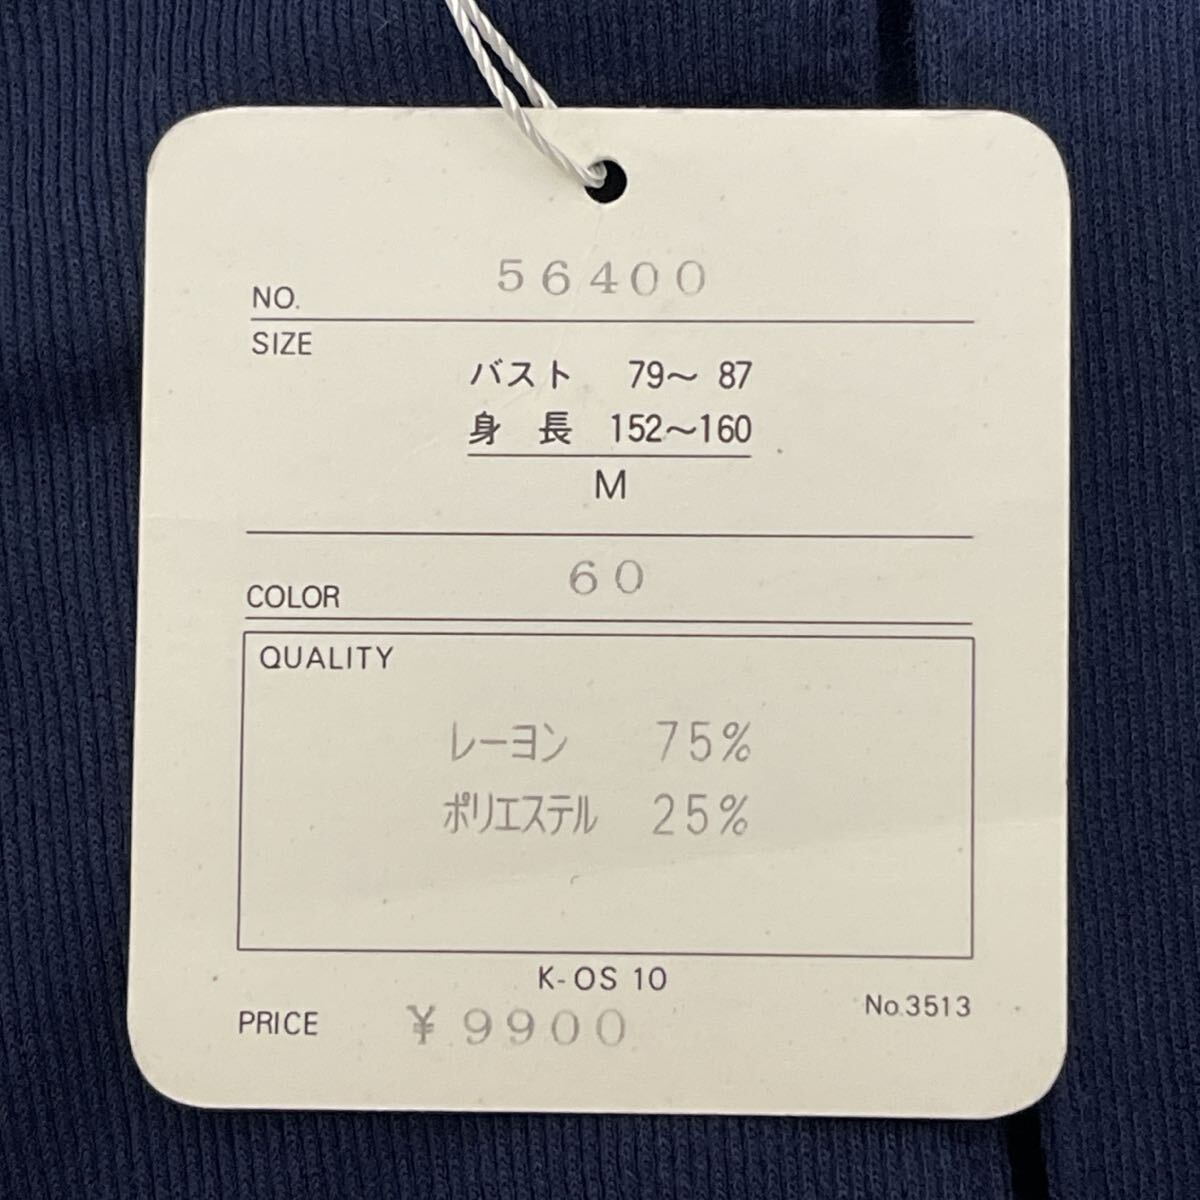 NO. 56400
SIZE
バスト 79〜 87
身 長 152〜160
M
COLOR 60
QUALITY
レーヨン 75%
ポリエステル 25%
K-OS 10
No.3513
PRICE ¥9900